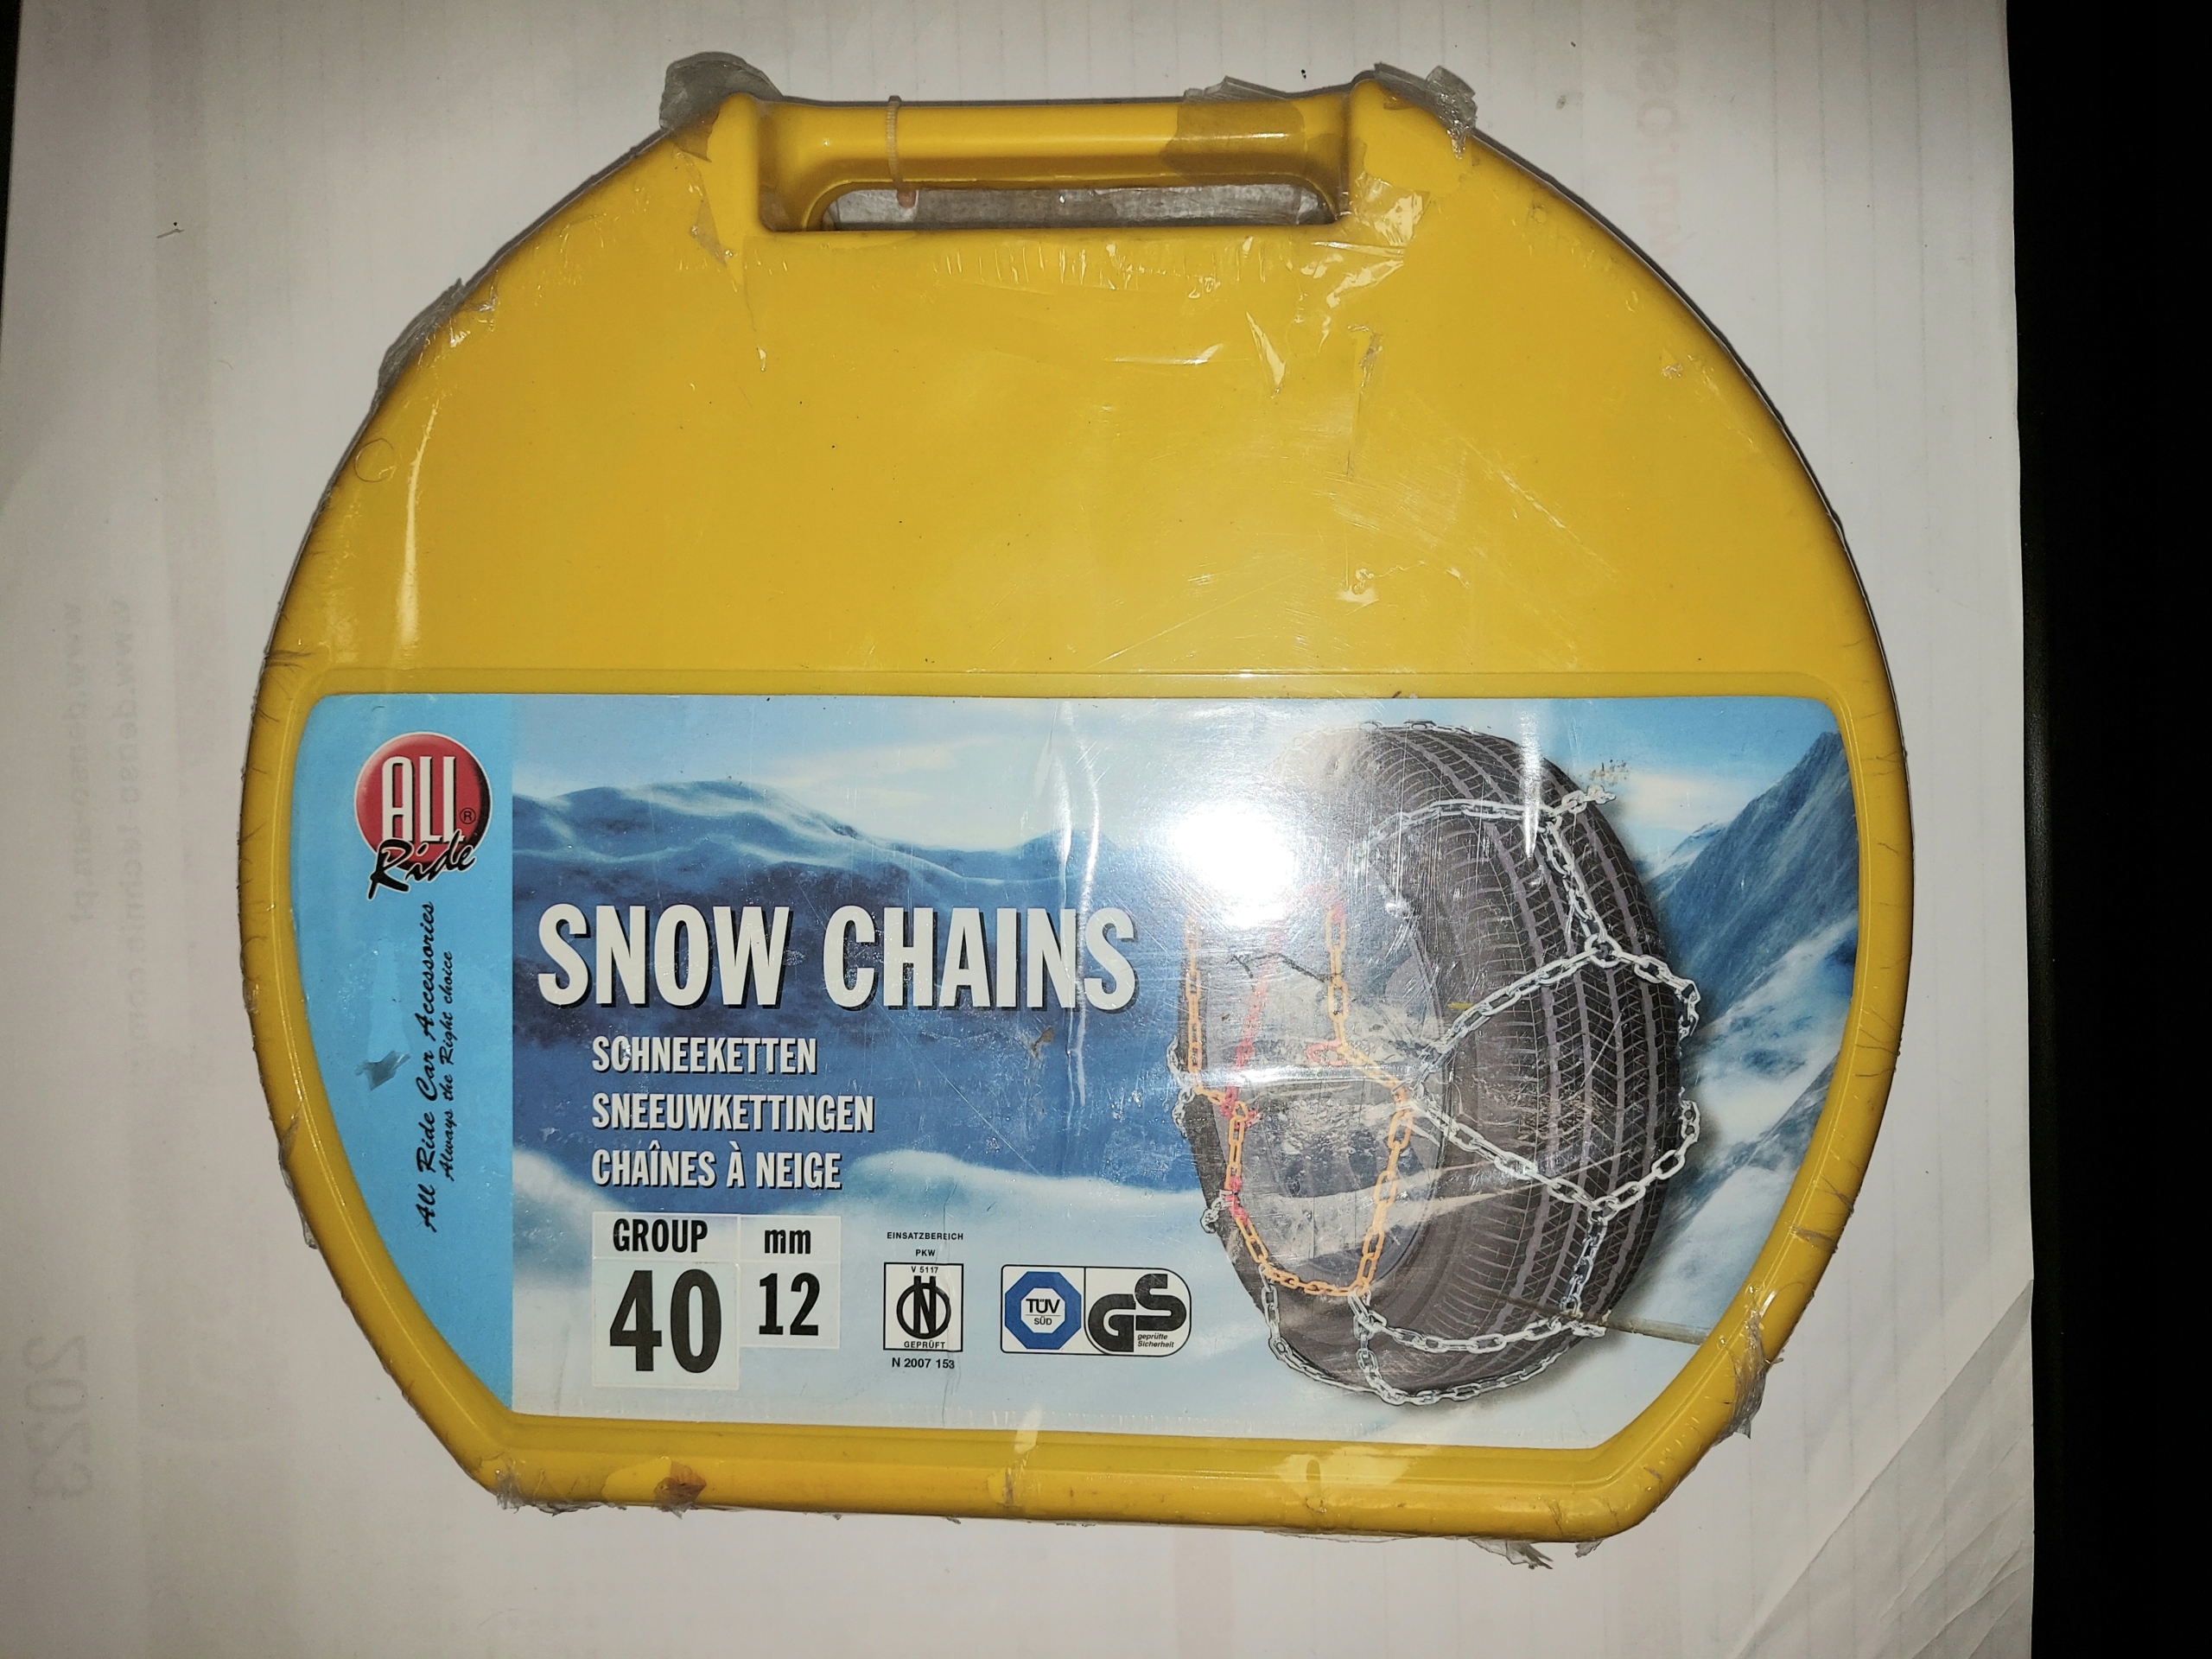 ALL®
Ride
All Ride Car Accessories
Always the Right choice
SNOW CHAINS
SCHNEEKETTEN
SNEEUWKETTINGEN
CHAÎNES À NEIGE
GROUP mm
40 12
EINSATZBEREICH
PKW
V 5117
N
GEPRÜFT
N 2007 153
TÜV
SÜD
GS
geprüfte
Sicherheit
2023